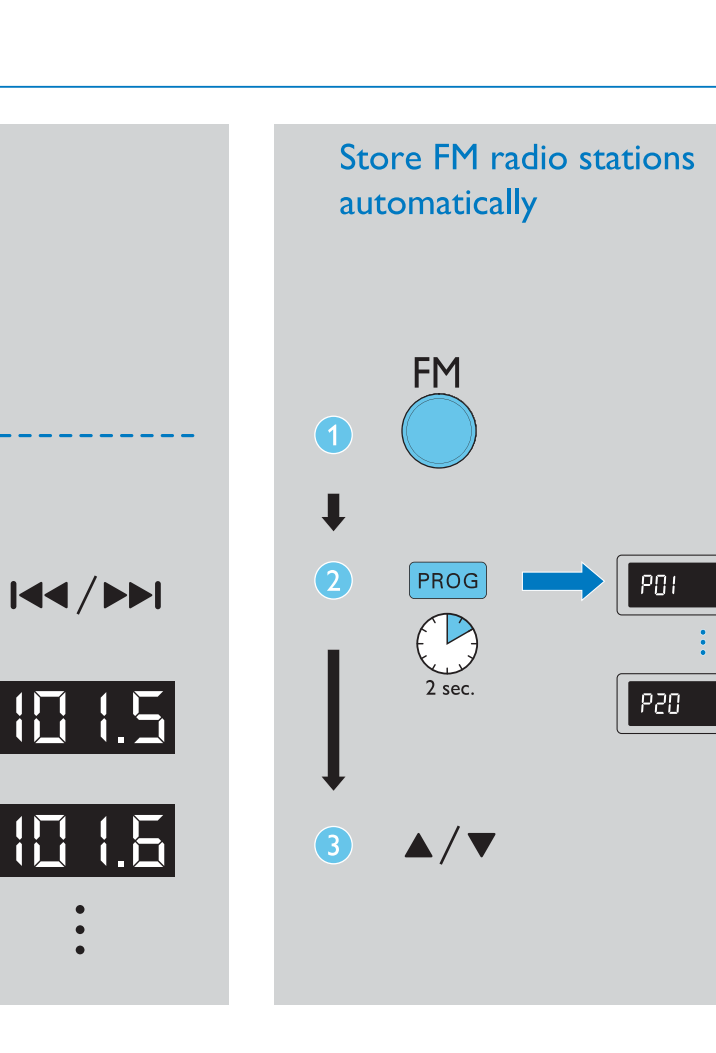 101.5
101.6
Store FM radio stations
automatically
FM
1
2
PROG
P01
2 sec.
P20
3